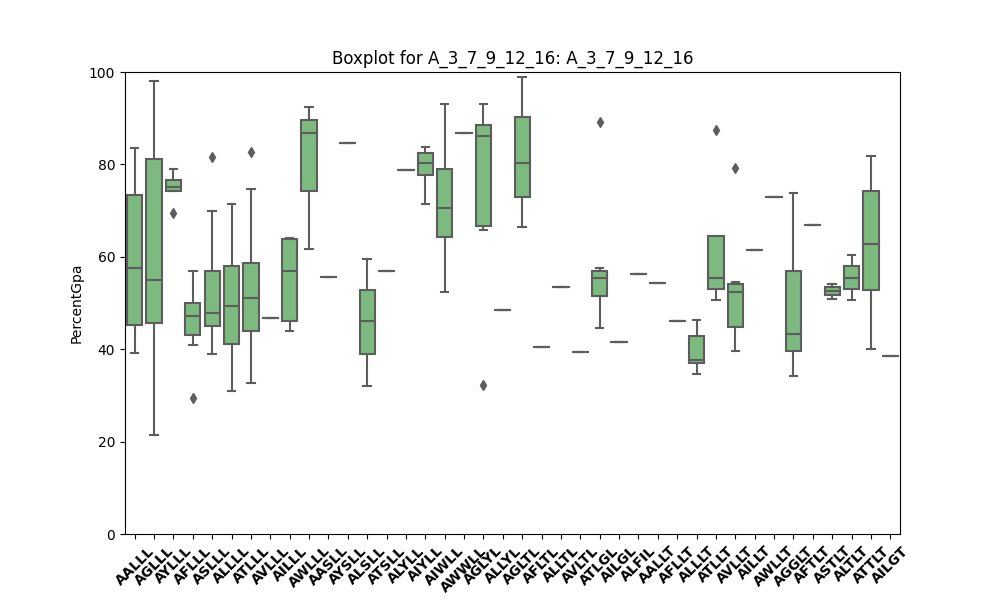 Boxplot for A_3_7_9_12_16: A_3_7_9_12_16
100
80
60
40
20
0
PercentGpa
AALLL
AGLLL
AYLLL
AFLLL
ASLLL
ALLLL
ATLLL
AVLLL
AILLL
AWLLL
AASLL
AYSLL
ALSLL
ATSLL
ALYLL
AIYLL
AIWLL
AWWLL
AGLYL
ALLYL
AGLTL
AFLTL
ALLTL
AVLTL
ATLGL
AILGL
ALFIL
AALLT
AFLLT
ALLLT
ATLLT
AVLLT
AILLT
AWLLT
AGGLT
AFTLT
ASTLT
ALTLT
ATTLT
AILGT